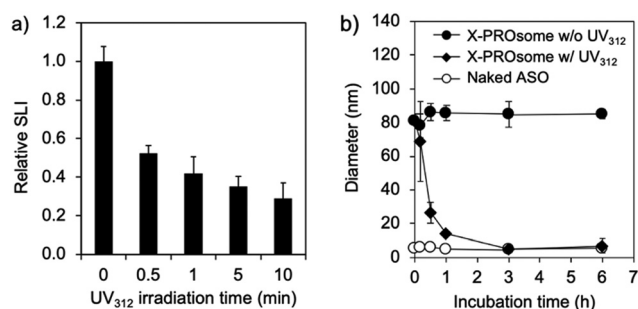 a)
Relative SLI
1.2
1.0
0.8
0.6
0.4
0.2
0.0
0 0.5 1 5 10
UV₃₁₂ irradiation time (min)
b)
Diameter (nm)
140
120
100
80
60
40
20
0
X-PROsome w/o UV₃₁₂
X-PROsome w/ UV₃₁₂
Naked ASO
0 1 2 3 4 5 6 7
Incubation time (h)